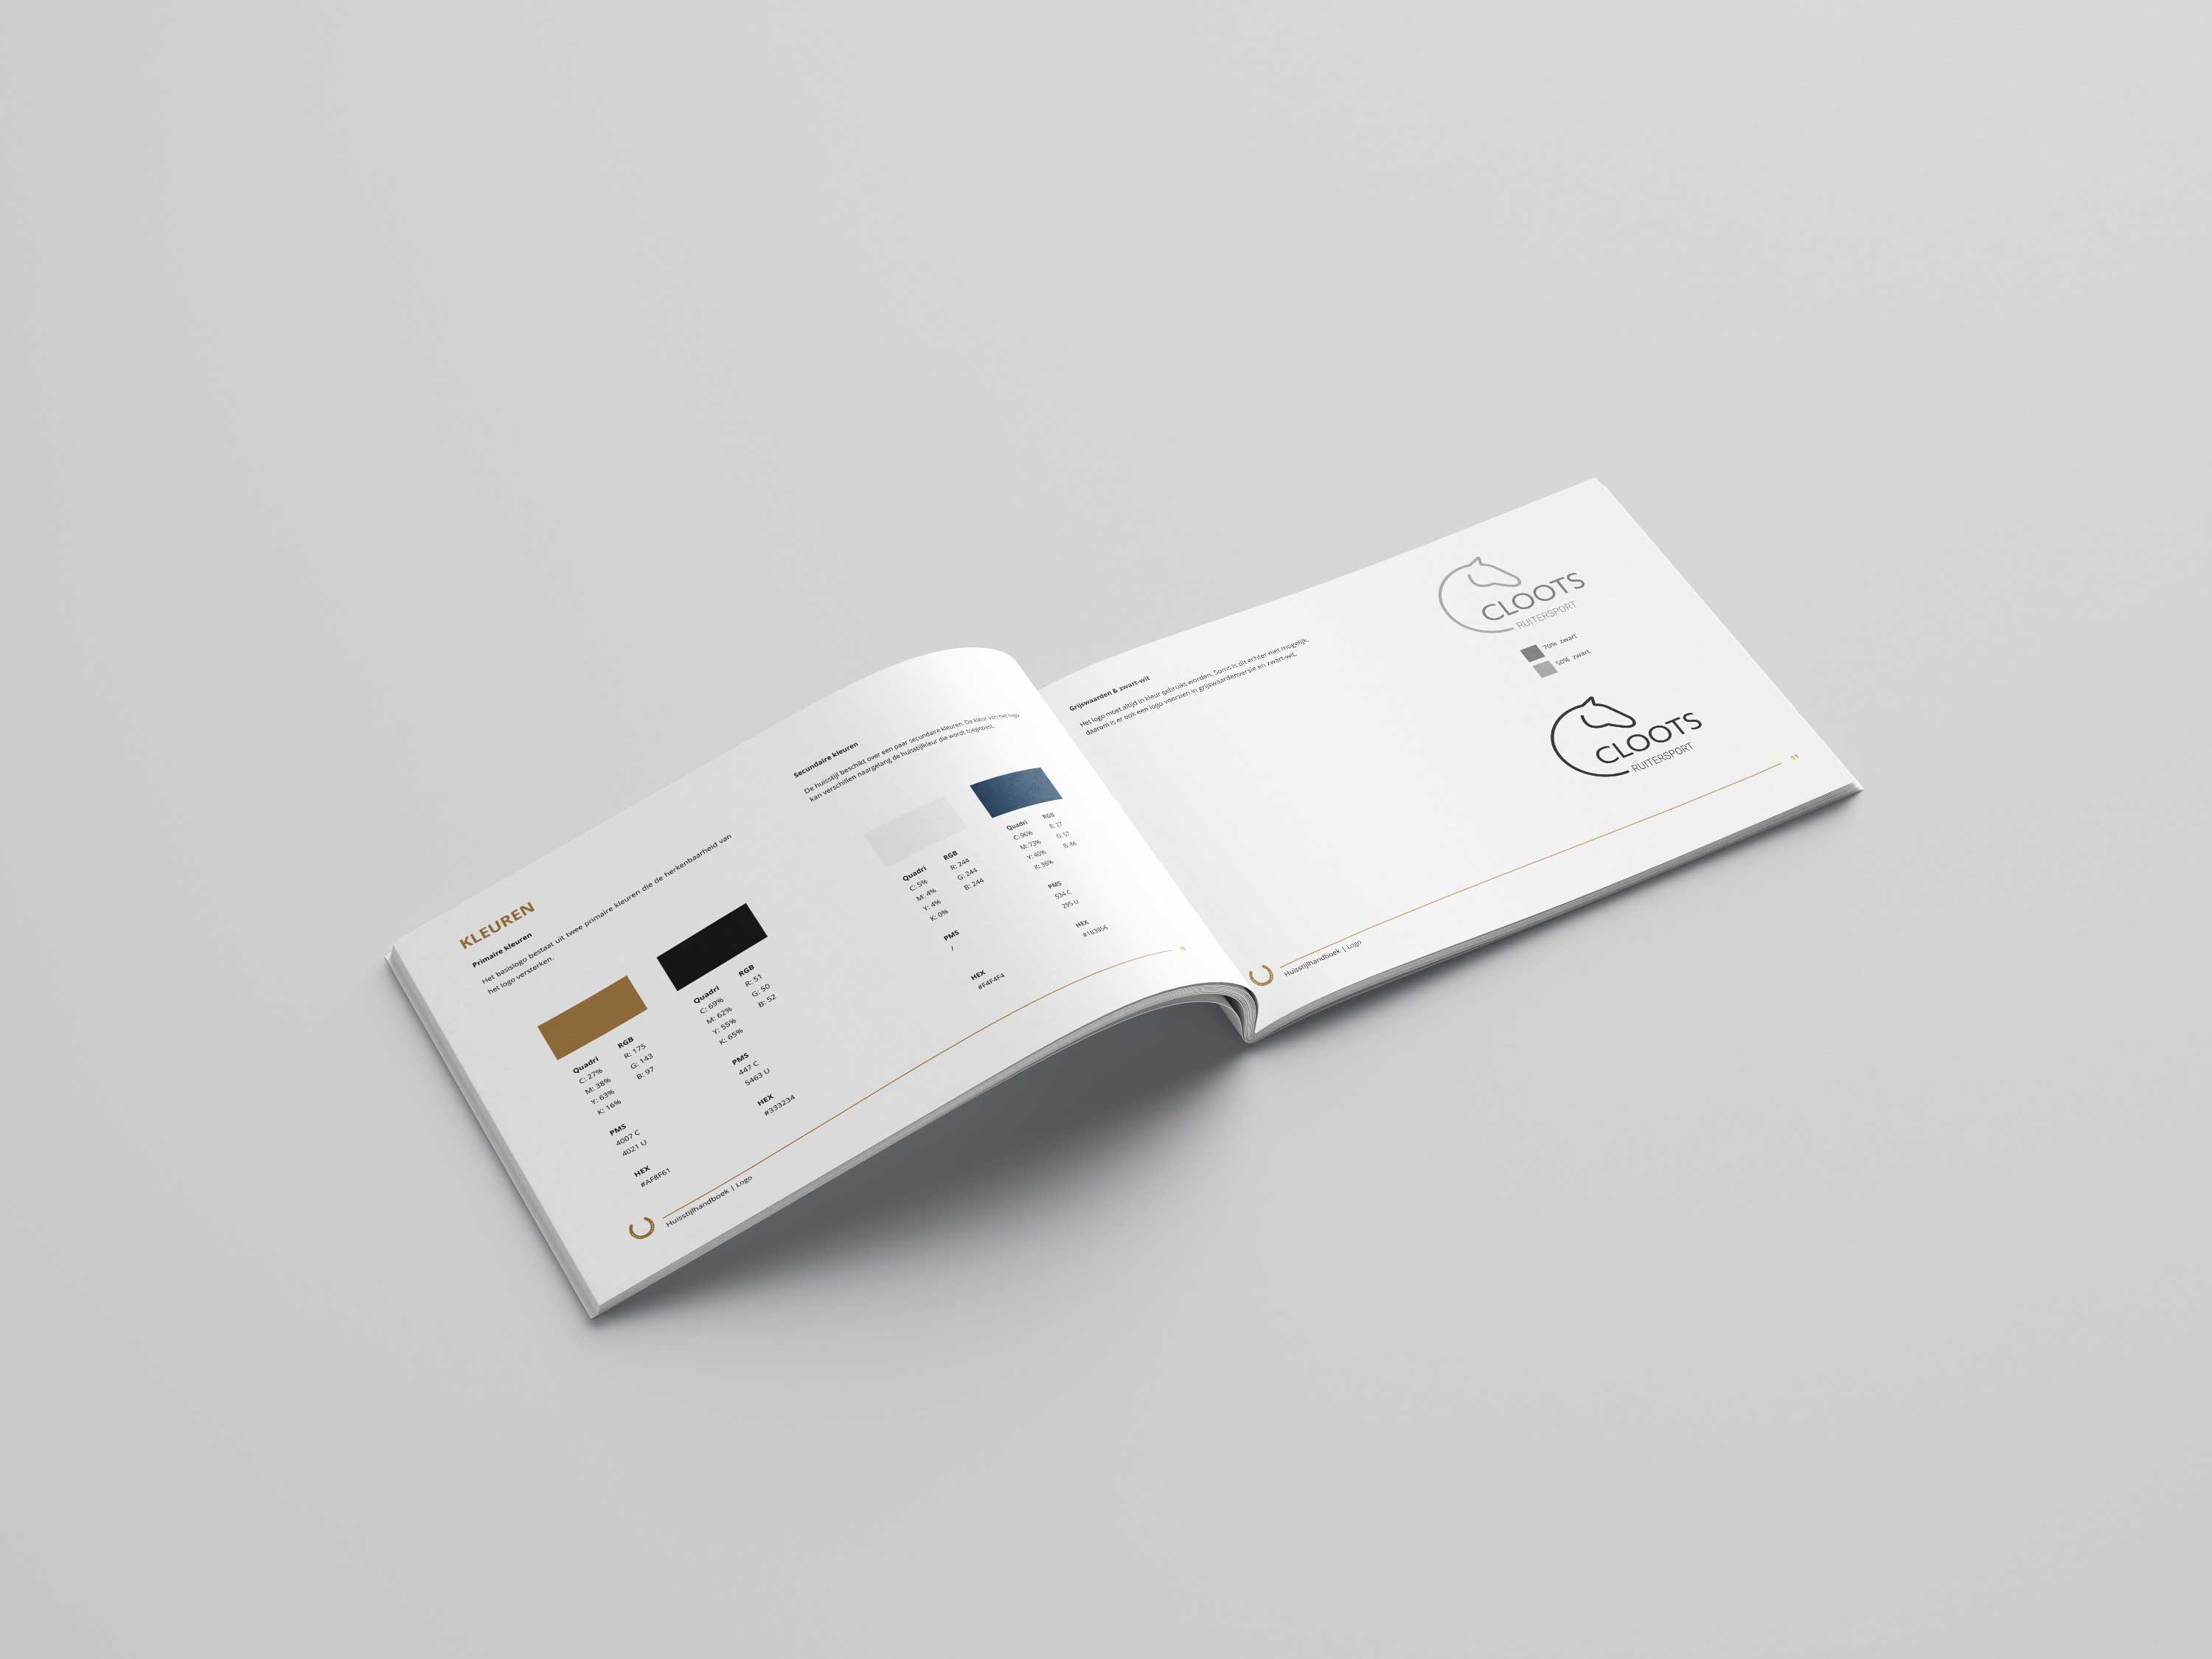 KLEUREN
Primaire kleuren
Het basislogo bestaat uit twee primaire kleuren die de herkenbaarheid van
het logo versterken.
Quadri
C: 27%
M: 38%
Y: 63%
K: 16%
RGB
R: 175
G: 143
B: 97
PMS
4007 C
4021 U
HEX
#AF8F61
Quadri
C: 69%
M: 62%
Y: 55%
K: 65%
RGB
R: 51
G: 50
B: 52
PMS
447 C
5463 U
HEX
#333234
Secundaire kleuren
De huisstijl beschikt over een paar secundaire kleuren. De kleur van het logo
kan verschillen naargelang de huisstijlkleur die wordt toegepast.
Quadri
C: 5%
M: 4%
Y: 4%
K: 0%
RGB
R: 244
G: 244
B: 244
PMS
/
HEX
#F4F4F4
Quadri
C: 96%
M: 73%
Y: 40%
K: 36%
RGB
R: 27
G: 57
B: 86
PMS
534 C
295 U
HEX
#1B3956
Huisstijlhandboek | Logo
Grijswaarden & zwart-wit
Het logo moet altijd in kleur gebruikt worden. Soms is dit echter niet mogelijk,
daarom is er ook een logo voorzien in grijswaardenversie en zwart-wit.
CLOOTS
RUITERSPORT
70% zwart
50% zwart
CLOOTS
RUITERSPORT
Huisstijlhandboek | Logo
11